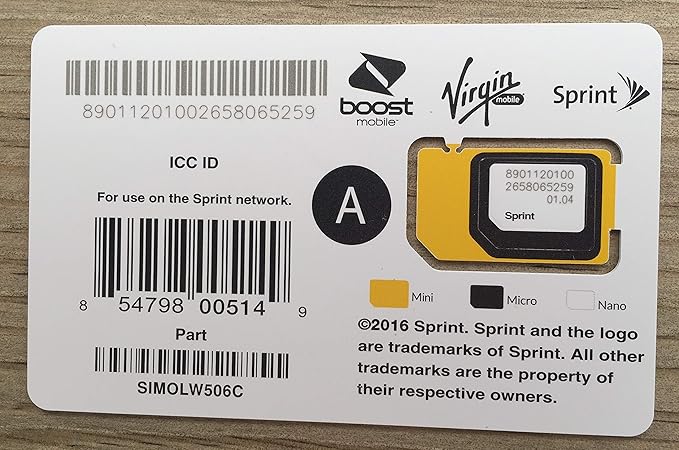 89011201002658065259
ICC ID
For use on the Sprint network.
8 54798 00514 9
Part
SIMOLW506C
boost
mobile
Virgin
mobile
Sprint
A
8901120100
2658065259
01.04
Sprint
Mini
Micro
Nano
©2016 Sprint. Sprint and the logo
are trademarks of Sprint. All other
trademarks are the property of
their respective owners.